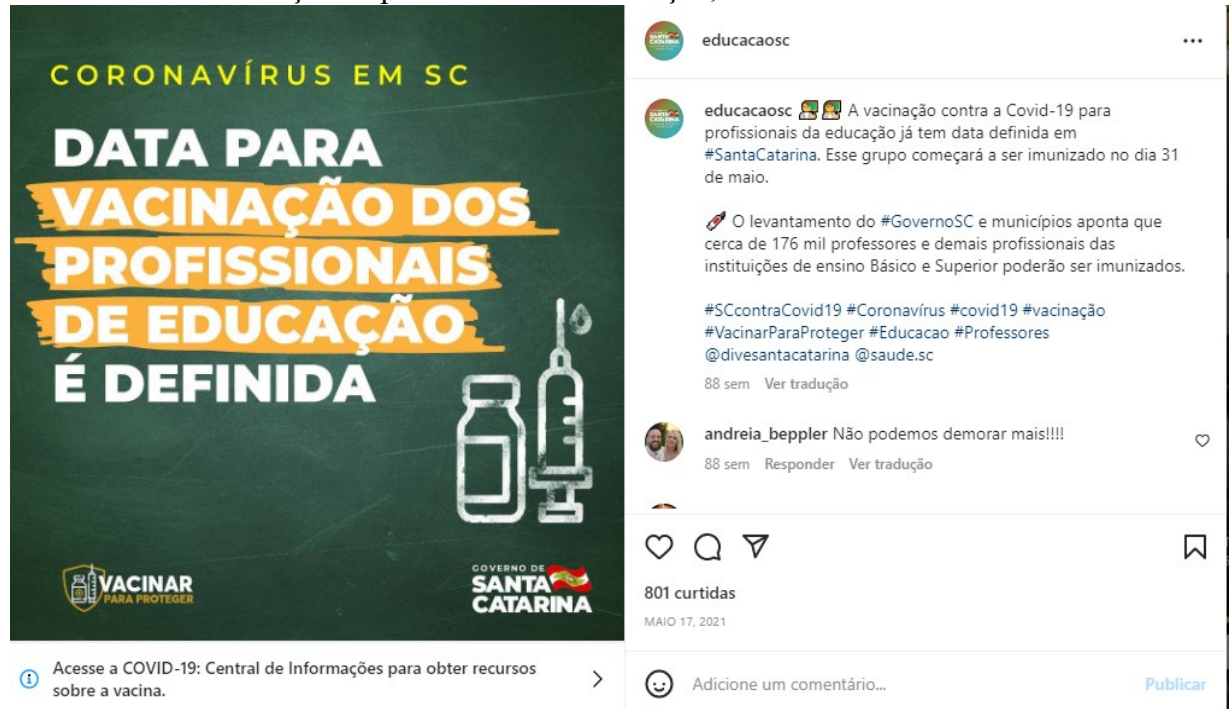 CORONAVÍRUS EM SC
DATA PARA
VACINAÇÃO DOS
PROFISSIONAIS
DE EDUCAÇÃO
É DEFINIDA
VACINAR
PARA PROTEGER
GOVERNO DE
SANTA
CATARINA
Acesse a COVID-19: Central de Informações para obter recursos
sobre a vacina.
educacaosc
educacaosc A vacinação contra a Covid-19 para
profissionais da educação já tem data definida em
#SantaCatarina. Esse grupo começará a ser imunizado no dia 31
de maio.
O levantamento do #GovernoSC e municípios aponta que
cerca de 176 mil professores e demais profissionais das
instituições de ensino Básico e Superior poderão ser imunizados.
#SCcontraCovid19 #Coronavírus #covid19 #vacinação
#VacinarParaProteger #Educacao #Professores
@divesantacatarina @saude.sc
88 sem Ver tradução
andreia_beppler Não podemos demorar mais!!!!
88 sem Responder Ver tradução
801 curtidas
MAIO 17, 2021
Adicione um comentário...
Publicar